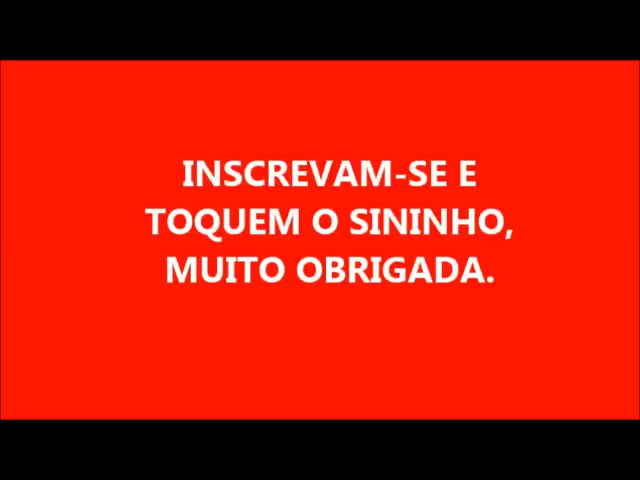 INSCREVAM-SE E
TOQUEM O SININHO,
MUITO OBRIGADA.